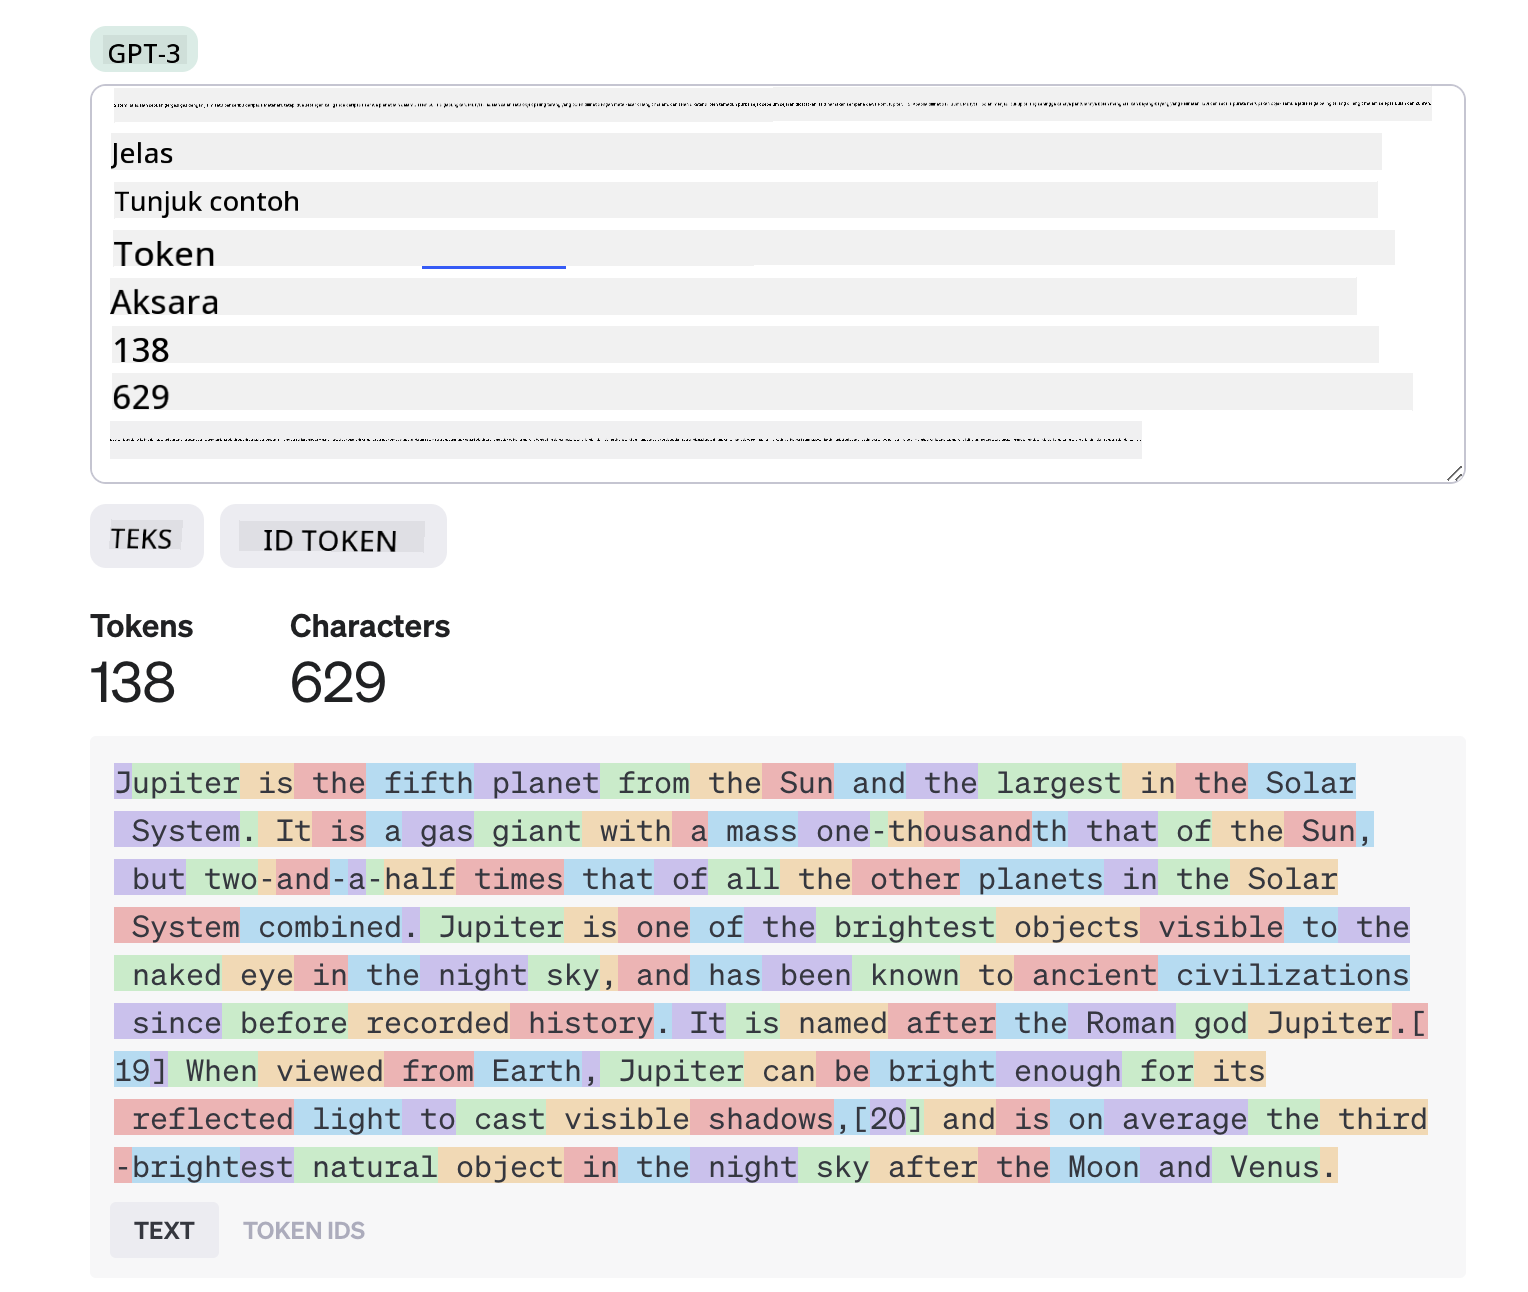 GPT-3
Jelas
Tunjuk contoh
Token
Aksara
138
629
TEKS
ID TOKEN
Tokens Characters
138 629
Jupiter is the fifth planet from the Sun and the largest in the Solar
System. It is a gas giant with a mass one-thousandth that of the Sun,
but two-and-a-half times that of all the other planets in the Solar
System combined. Jupiter is one of the brightest objects visible to the
naked eye in the night sky, and has been known to ancient civilizations
since before recorded history. It is named after the Roman god Jupiter.[
19] When viewed from Earth, Jupiter can be bright enough for its
reflected light to cast visible shadows,[20] and is on average the third
-brightest natural object in the night sky after the Moon and Venus.
TEXT TOKEN IDS